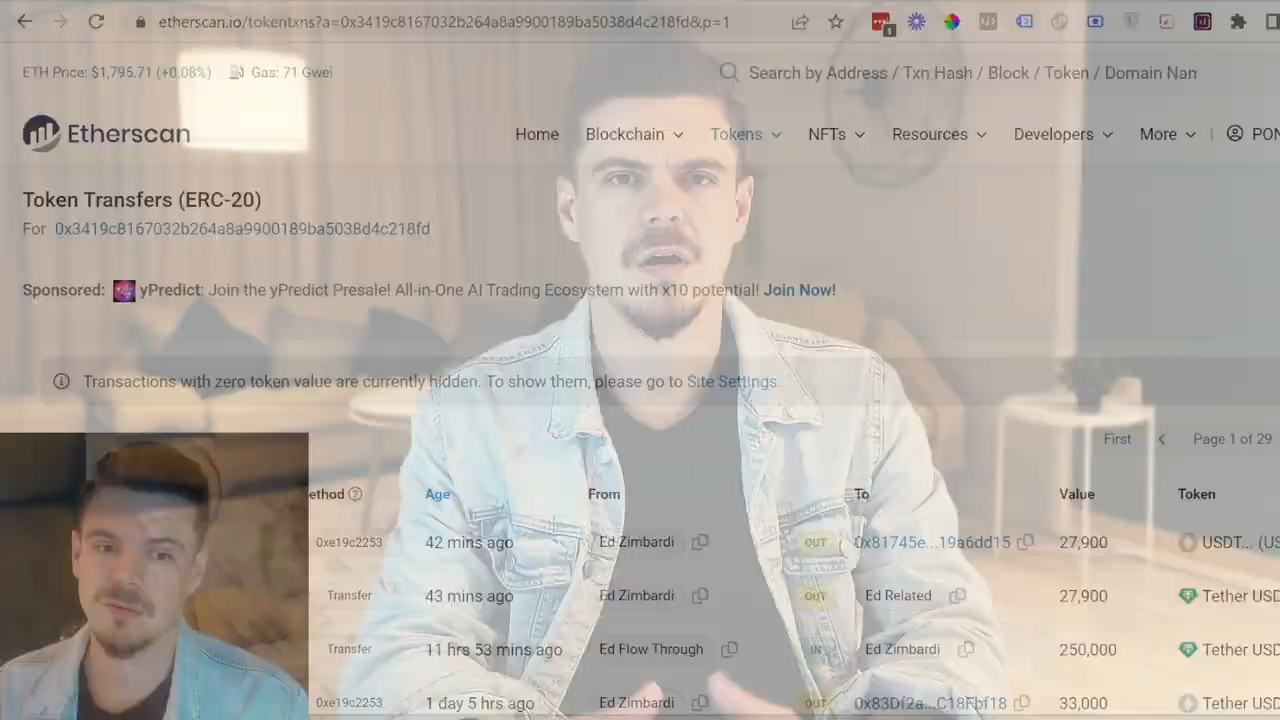 etherscan.io/tokentxns?a=0x3419c8167032b264a8a9900189ba5038d4c218fd&p=1
ETH Price: $1,795.71 (+0.08%) Gas: 71 Gwei
Search by Address / Txn Hash / Block / Token / Domain Nam
Etherscan
Home Blockchain Tokens NFTs Resources Developers More
Token Transfers (ERC-20)
For 0x3419c8167032b264a8a9900189ba5038d4c218fd
Sponsored: yPredict: Join the yPredict Presale! All-in-One AI Trading Ecosystem with x10 potential! Join Now!
Transactions with zero token value are currently hidden. To show them, please go to Site Settings.
First Page 1 of 29
ethod Age From To Value Token
0xe19c2253 42 mins ago Ed Zimbardi OUT 0x81745e...19a6dd15 27,900 USDT... (US
Transfer 43 mins ago Ed Zimbardi OUT Ed Related 27,900 Tether USD
Transfer 11 hrs 53 mins ago Ed Flow Through IN Ed Zimbardi 250,000 Tether USD
0xe19c2253 1 day 5 hrs ago Ed Zimbardi OUT 0x83Df2a...C18Fbf18 33,000 Tether USD